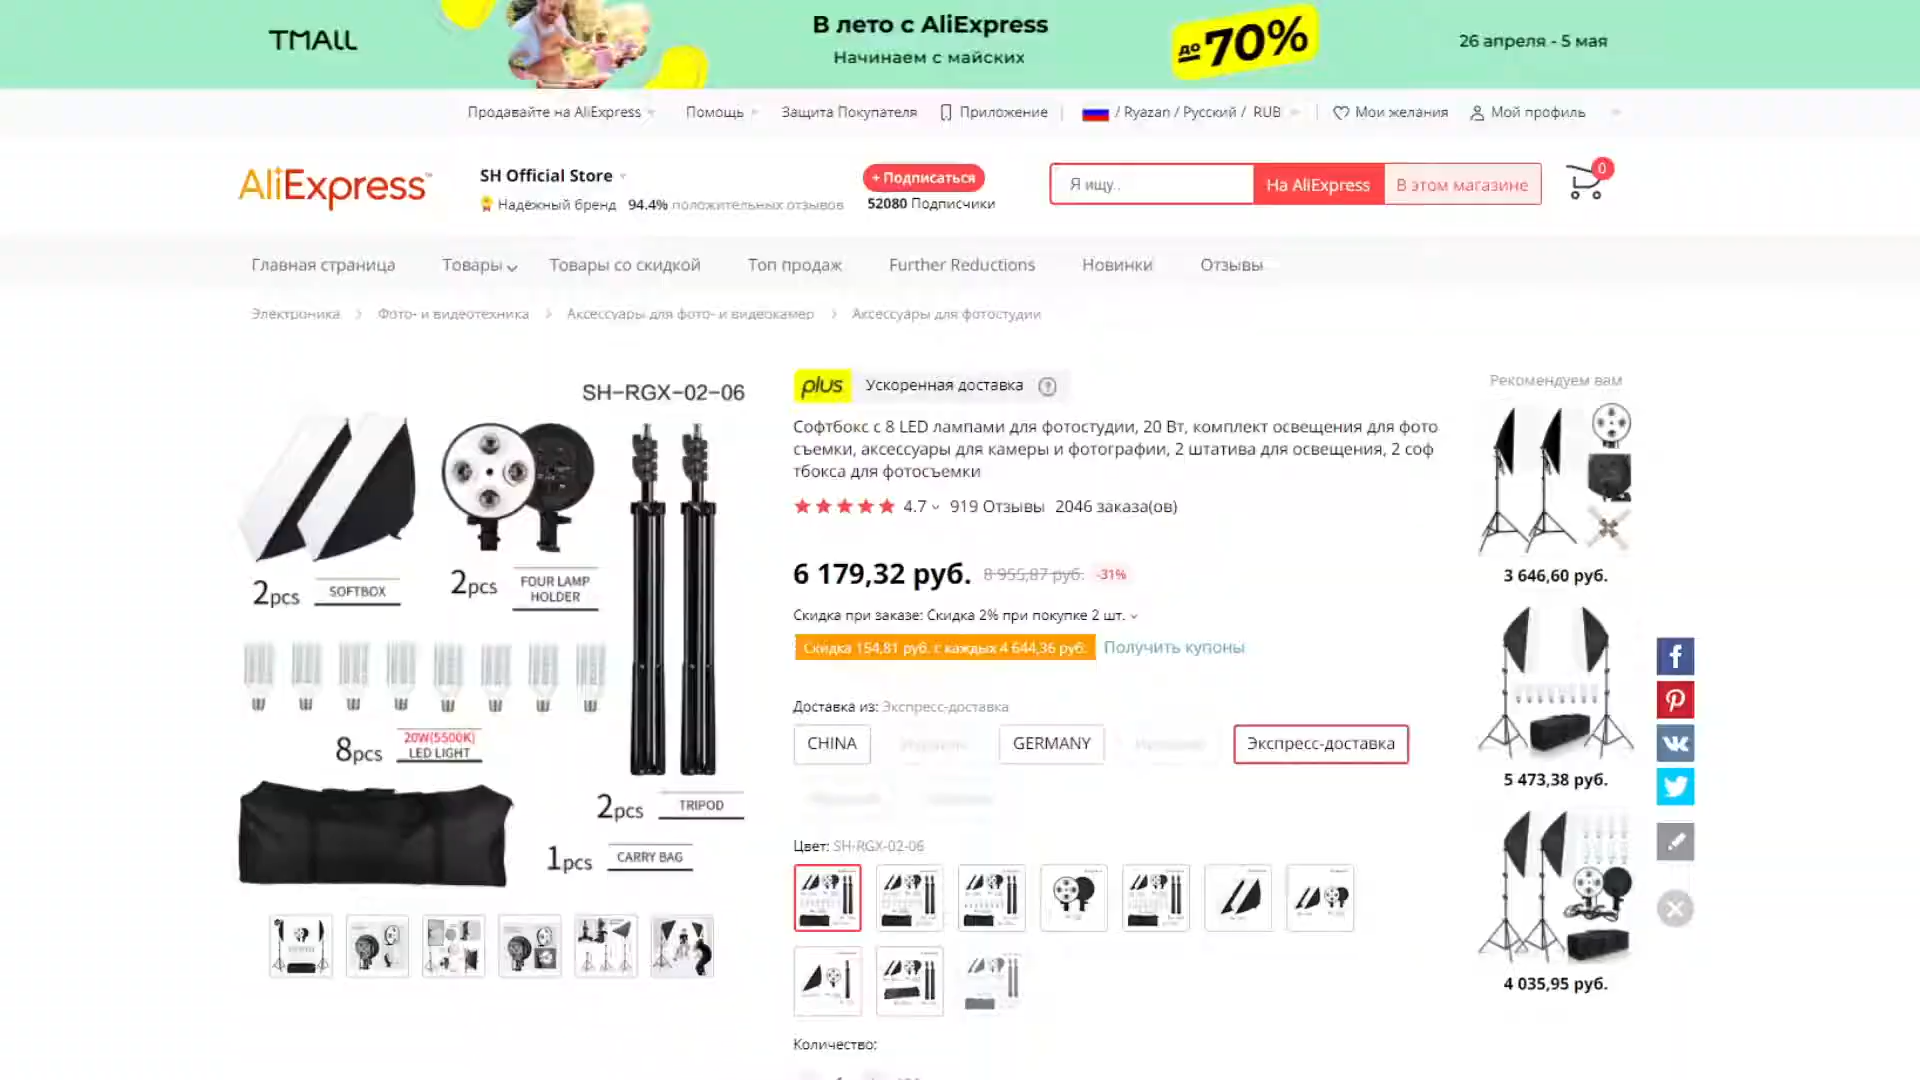 TMALL
В лето с AliExpress
Начинаем с майских
до 70%
26 апреля - 5 мая
Продавайте на AliExpress
Помощь
Защита Покупателя
Приложение
/ Ryazan / Русский / RUB
Мои желания
Мой профиль
AliExpress
SH Official Store
Надёжный бренд 94.4% положительных отзывов
+ Подписаться
52080 Подписчики
Я ищу..
На AliExpress
В этом магазине
0
Главная страница
Товары
Товары со скидкой
Топ продаж
Further Reductions
Новинки
Отзывы
Электроника > Фото- и видеотехника > Аксессуары для фото- и видеокамер > Аксессуары для фотостудии
SH-RGX-02-06
2pcs SOFTBOX
2pcs FOUR LAMP
HOLDER
8pcs 20W(5500K)
LED LIGHT
2pcs TRIPOD
1pcs CARRY BAG
plus Ускоренная доставка ?
Софтбокс с 8 LED лампами для фотостудии, 20 Вт, комплект освещения для фото
съемки, аксессуары для камеры и фотографии, 2 штатива для освещения, 2 соф
тбокса для фотосъемки
4.7 919 Отзывы 2046 заказа(ов)
6 179,32 руб. 8 955,87 руб. -31%
Скидка при заказе: Скидка 2% при покупке 2 шт.
Скидка 154,81 руб. с каждых 4 644,36 руб. Получить купоны
Доставка из: Экспресс-доставка
CHINA
GERMANY
Экспресс-доставка
Цвет: SH-RGX-02-06
Количество:
Рекомендуем вам
3 646,60 руб.
5 473,38 руб.
4 035,95 руб.